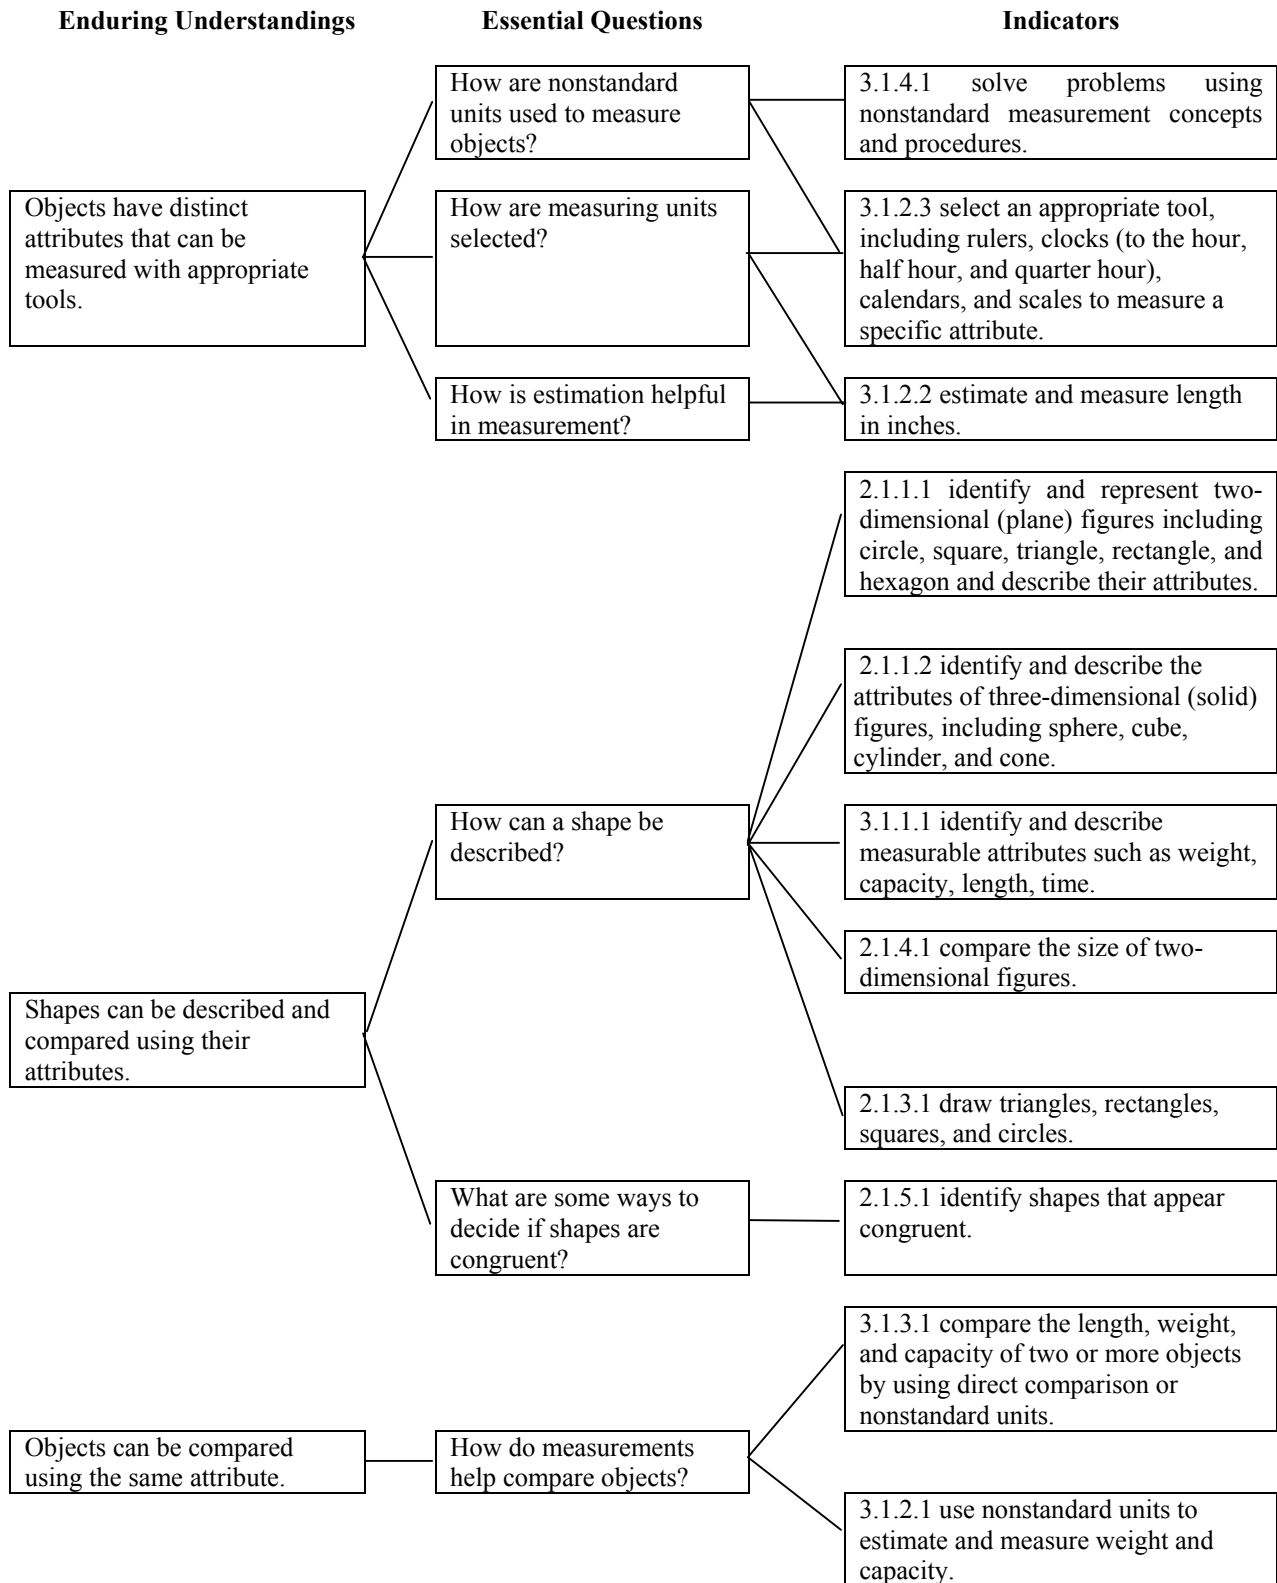 Enduring Understandings
Essential Questions
Indicators
How are nonstandard
units used to measure
objects?
3.1.4.1 solve problems using
nonstandard measurement concepts
and procedures.
Objects have distinct
attributes that can be
measured with appropriate
tools.
How are measuring units
selected?
3.1.2.3 select an appropriate tool,
including rulers, clocks (to the hour,
half hour, and quarter hour),
calendars, and scales to measure a
specific attribute.
How is estimation helpful
in measurement?
3.1.2.2 estimate and measure length
in inches.
2.1.1.1 identify and represent two-
dimensional (plane) figures including
circle, square, triangle, rectangle, and
hexagon and describe their attributes.
2.1.1.2 identify and describe the
attributes of three-dimensional (solid)
figures, including sphere, cube,
cylinder, and cone.
How can a shape be
described?
3.1.1.1 identify and describe
measurable attributes such as weight,
capacity, length, time.
2.1.4.1 compare the size of two-
dimensional figures.
Shapes can be described and
compared using their
attributes.
2.1.3.1 draw triangles, rectangles,
squares, and circles.
What are some ways to
decide if shapes are
congruent?
2.1.5.1 identify shapes that appear
congruent.
3.1.3.1 compare the length, weight,
and capacity of two or more objects
by using direct comparison or
nonstandard units.
Objects can be compared
using the same attribute.
How do measurements
help compare objects?
3.1.2.1 use nonstandard units to
estimate and measure weight and
capacity.